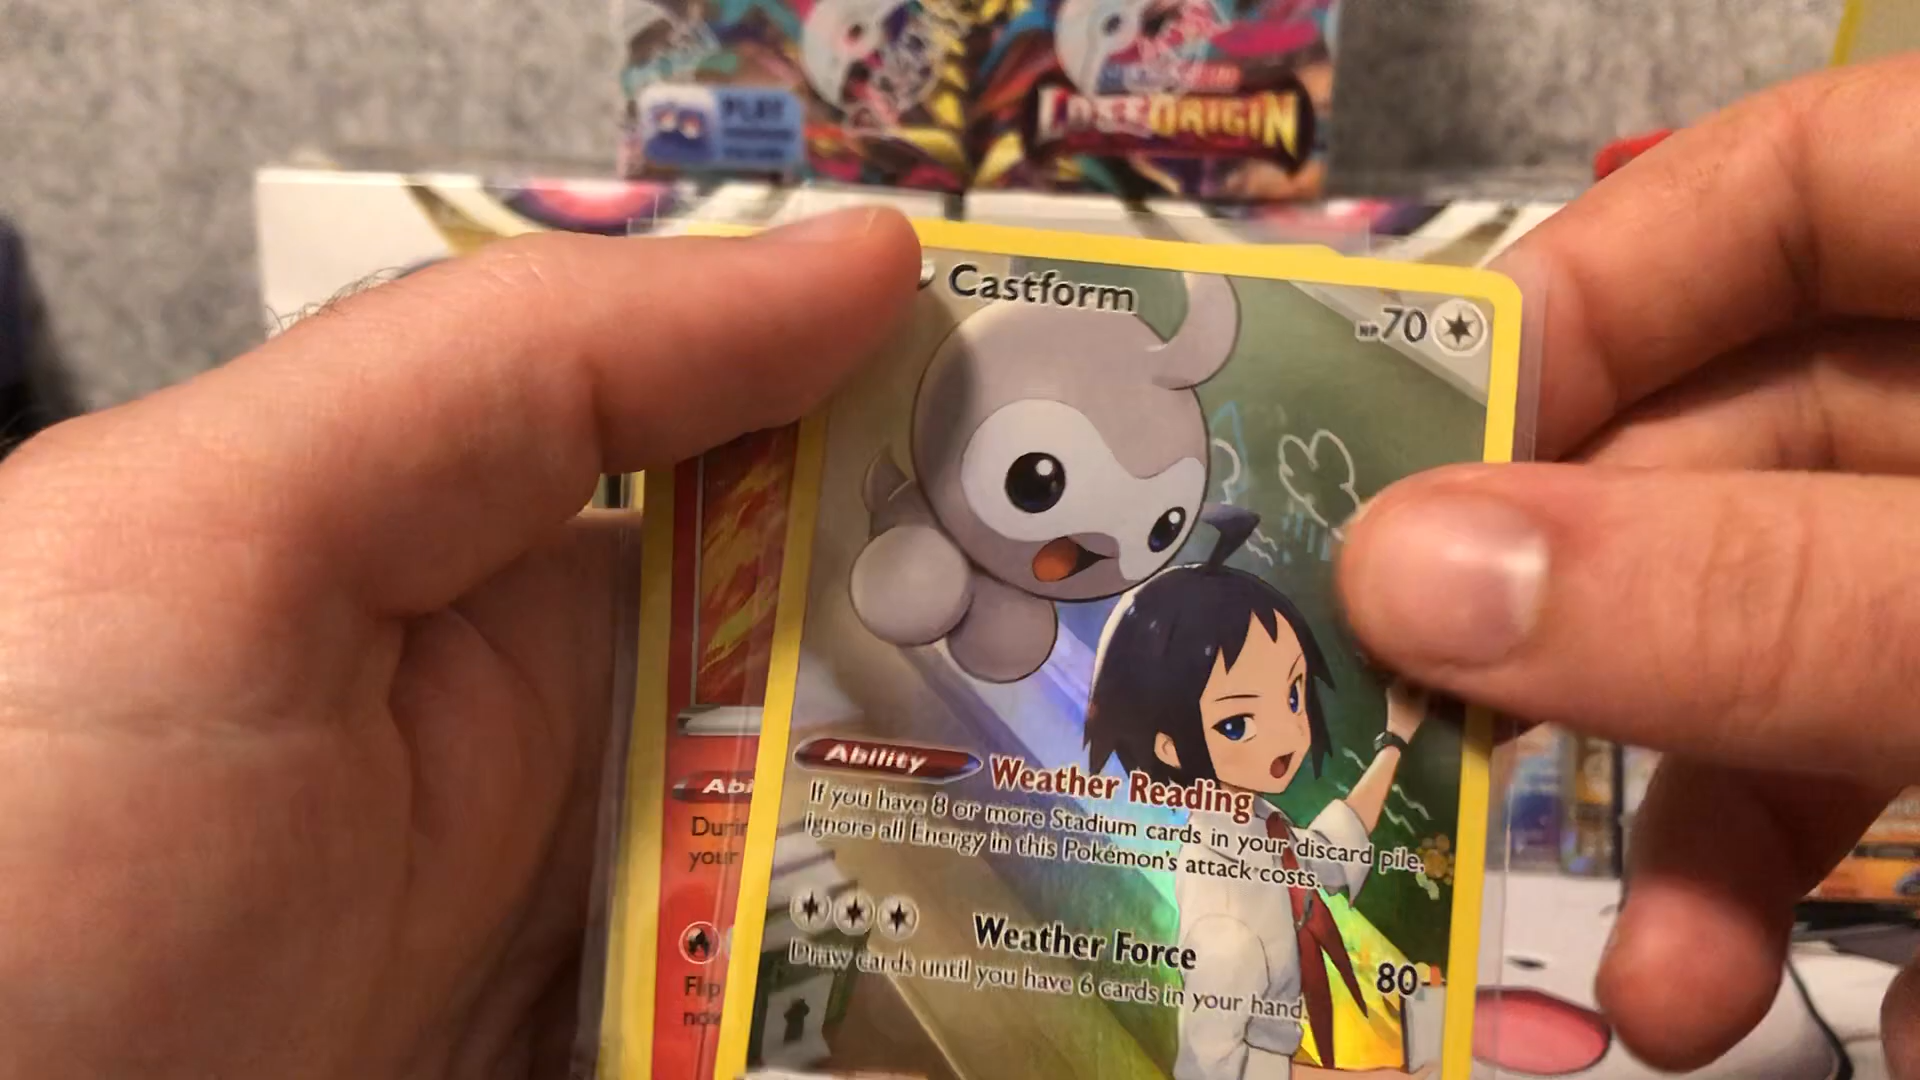 PLAY
LOST ORIGIN
Castform
HP70
Ability Weather Reading
If you have 8 or more Stadium cards in your discard pile,
ignore all Energy in this Pokémon's attack costs.
Weather Force
80
Draw cards until you have 6 cards in your hand.
Abi
Durin
your
Flip
now